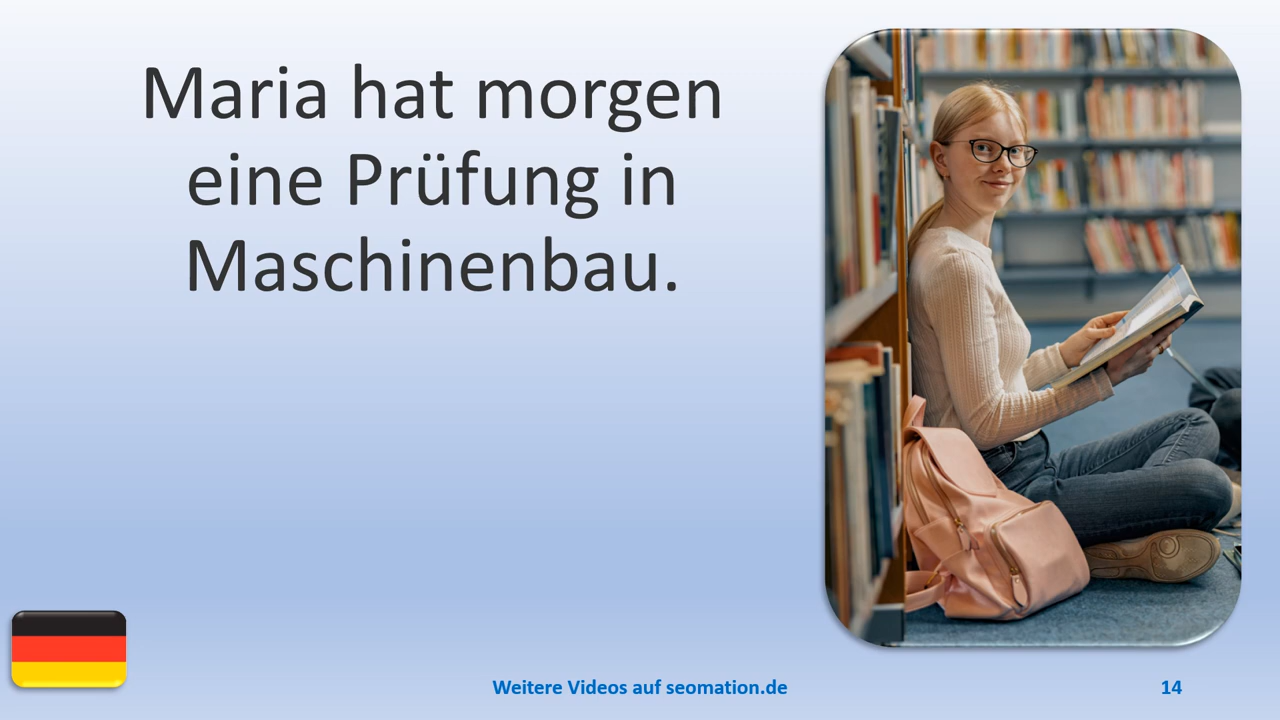 Maria hat morgen
eine Prüfung in
Maschinenbau.
Weitere Videos auf seomation.de
14